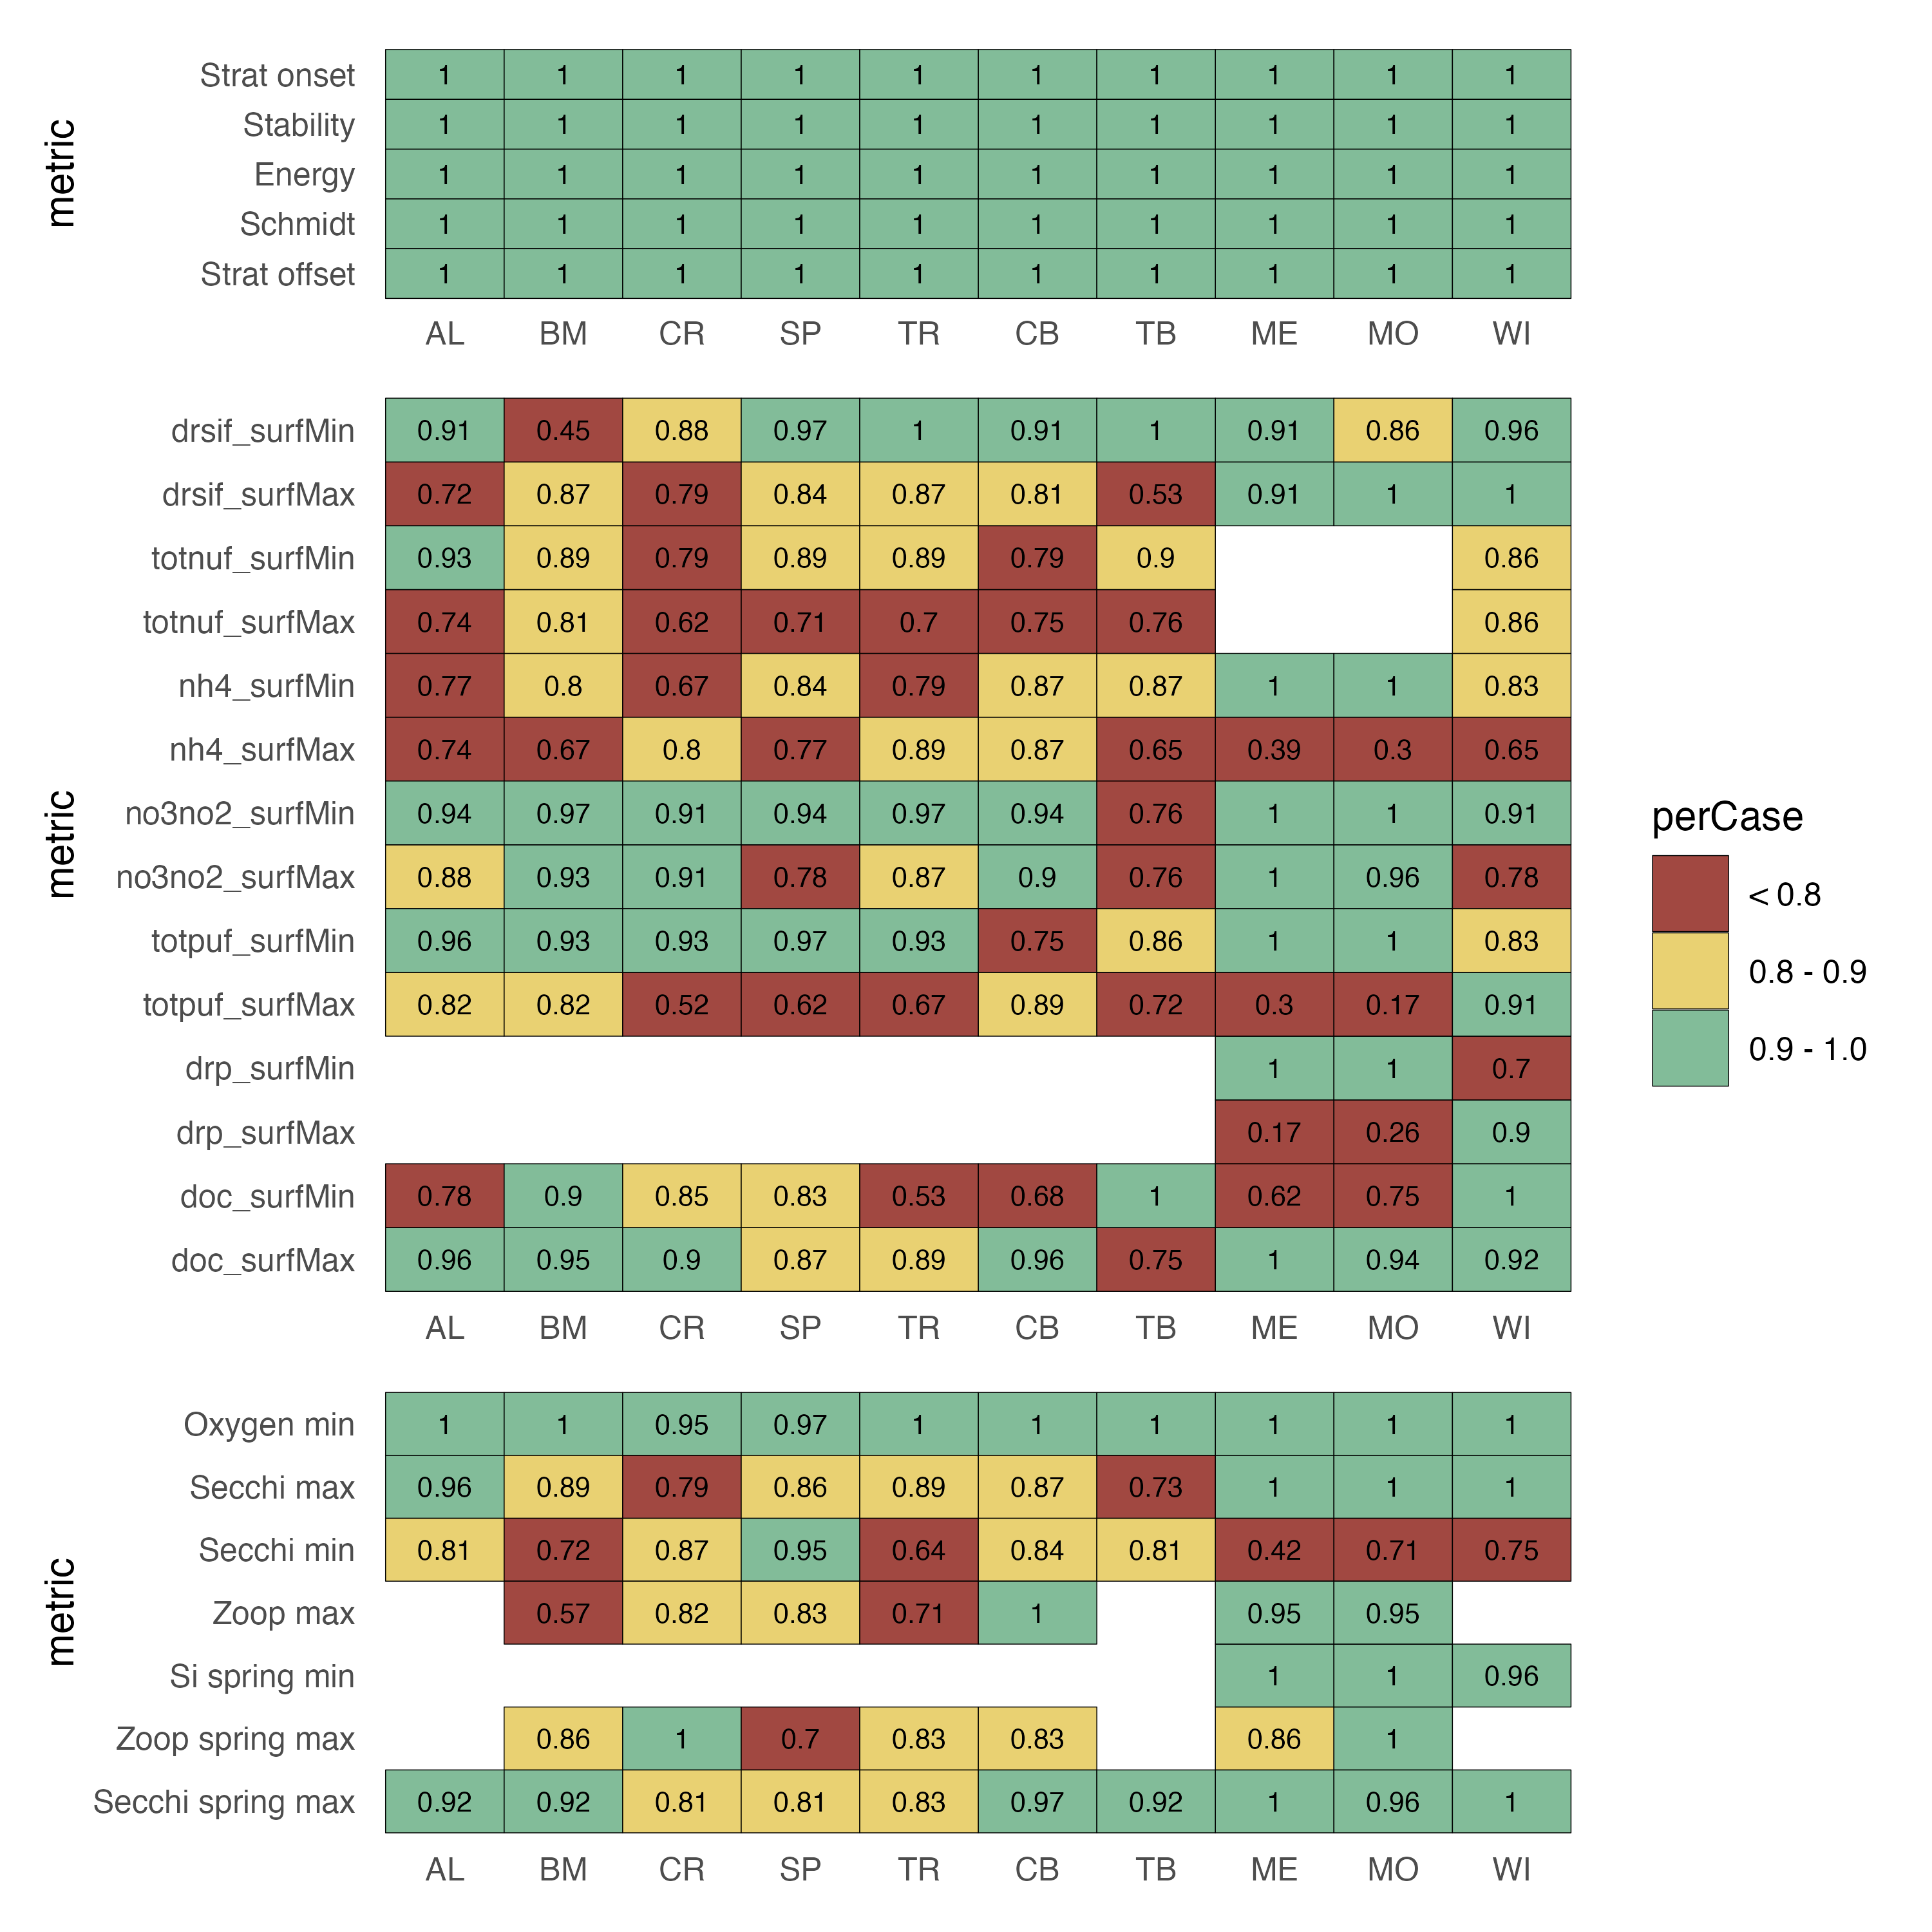 metric
Strat onset 1 1 1 1 1 1 1 1 1 1
Stability 1 1 1 1 1 1 1 1 1 1
Energy 1 1 1 1 1 1 1 1 1 1
Schmidt 1 1 1 1 1 1 1 1 1 1
Strat offset 1 1 1 1 1 1 1 1 1 1
AL BM CR SP TR CB TB ME MO WI
metric
drsif_surfMin 0.91 0.45 0.88 0.97 1 0.91 1 0.91 0.86 0.96
drsif_surfMax 0.72 0.87 0.79 0.84 0.87 0.81 0.53 0.91 1 1
totnuf_surfMin 0.93 0.89 0.79 0.89 0.89 0.79 0.9 0.86
totnuf_surfMax 0.74 0.81 0.62 0.71 0.7 0.75 0.76 0.86
nh4_surfMin 0.77 0.8 0.67 0.84 0.79 0.87 0.87 1 1 0.83
nh4_surfMax 0.74 0.67 0.8 0.77 0.89 0.87 0.65 0.39 0.3 0.65
no3no2_surfMin 0.94 0.97 0.91 0.94 0.97 0.94 0.76 1 1 0.91
no3no2_surfMax 0.88 0.93 0.91 0.78 0.87 0.9 0.76 1 0.96 0.78
totpuf_surfMin 0.96 0.93 0.93 0.97 0.93 0.75 0.86 1 1 0.83
totpuf_surfMax 0.82 0.82 0.52 0.62 0.67 0.89 0.72 0.3 0.17 0.91
drp_surfMin 1 1 0.7
drp_surfMax 0.17 0.26 0.9
doc_surfMin 0.78 0.9 0.85 0.83 0.53 0.68 1 0.62 0.75 1
doc_surfMax 0.96 0.95 0.9 0.87 0.89 0.96 0.75 1 0.94 0.92
AL BM CR SP TR CB TB ME MO WI
perCase
< 0.8
0.8 - 0.9
0.9 - 1.0
metric
Oxygen min 1 1 0.95 0.97 1 1 1 1 1 1
Secchi max 0.96 0.89 0.79 0.86 0.89 0.87 0.73 1 1 1
Secchi min 0.81 0.72 0.87 0.95 0.64 0.84 0.81 0.42 0.71 0.75
Zoop max 0.57 0.82 0.83 0.71 1 0.95 0.95
Si spring min 1 1 0.96
Zoop spring max 0.86 1 0.7 0.83 0.83 0.86 1
Secchi spring max 0.92 0.92 0.81 0.81 0.83 0.97 0.92 1 0.96 1
AL BM CR SP TR CB TB ME MO WI